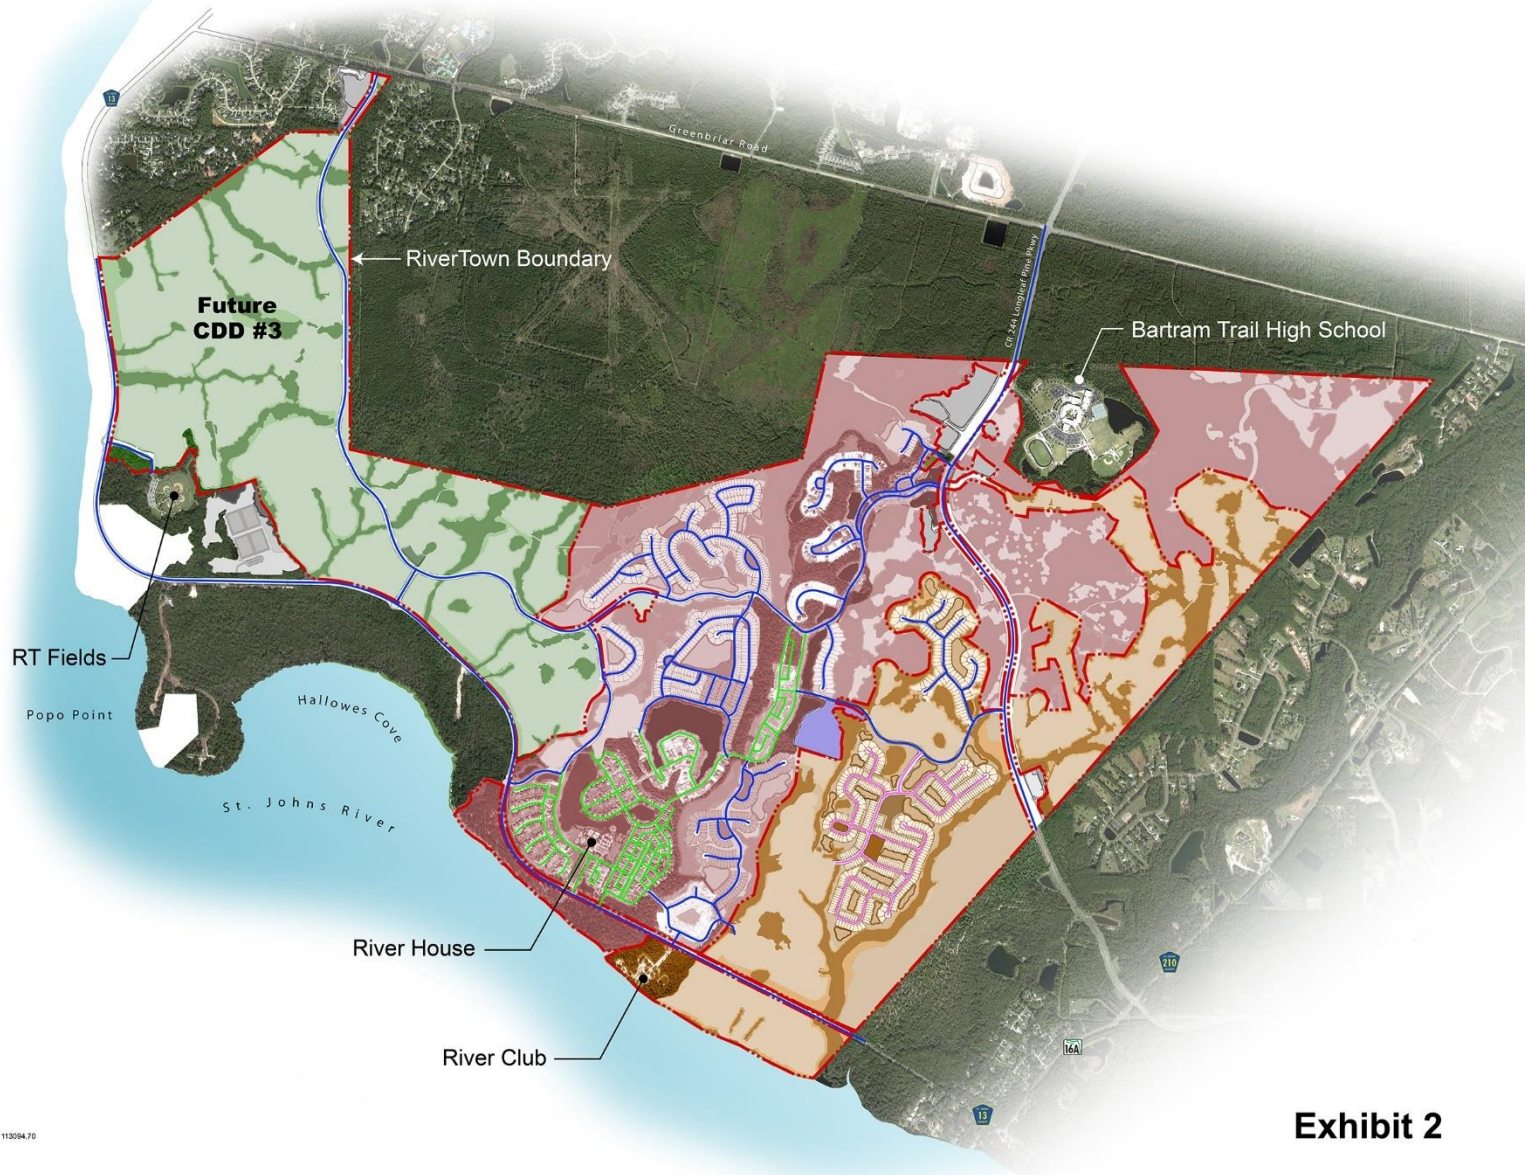 13
Greenbriar Road
RiverTown Boundary
CR 244 Longleaf Pine Pkwy
Future
CDD #3
Bartram Trail High School
RT Fields
Popo Point
Hallowes Cove
St. Johns River
River House
210
River Club
16A
13
Exhibit 2
113094.70